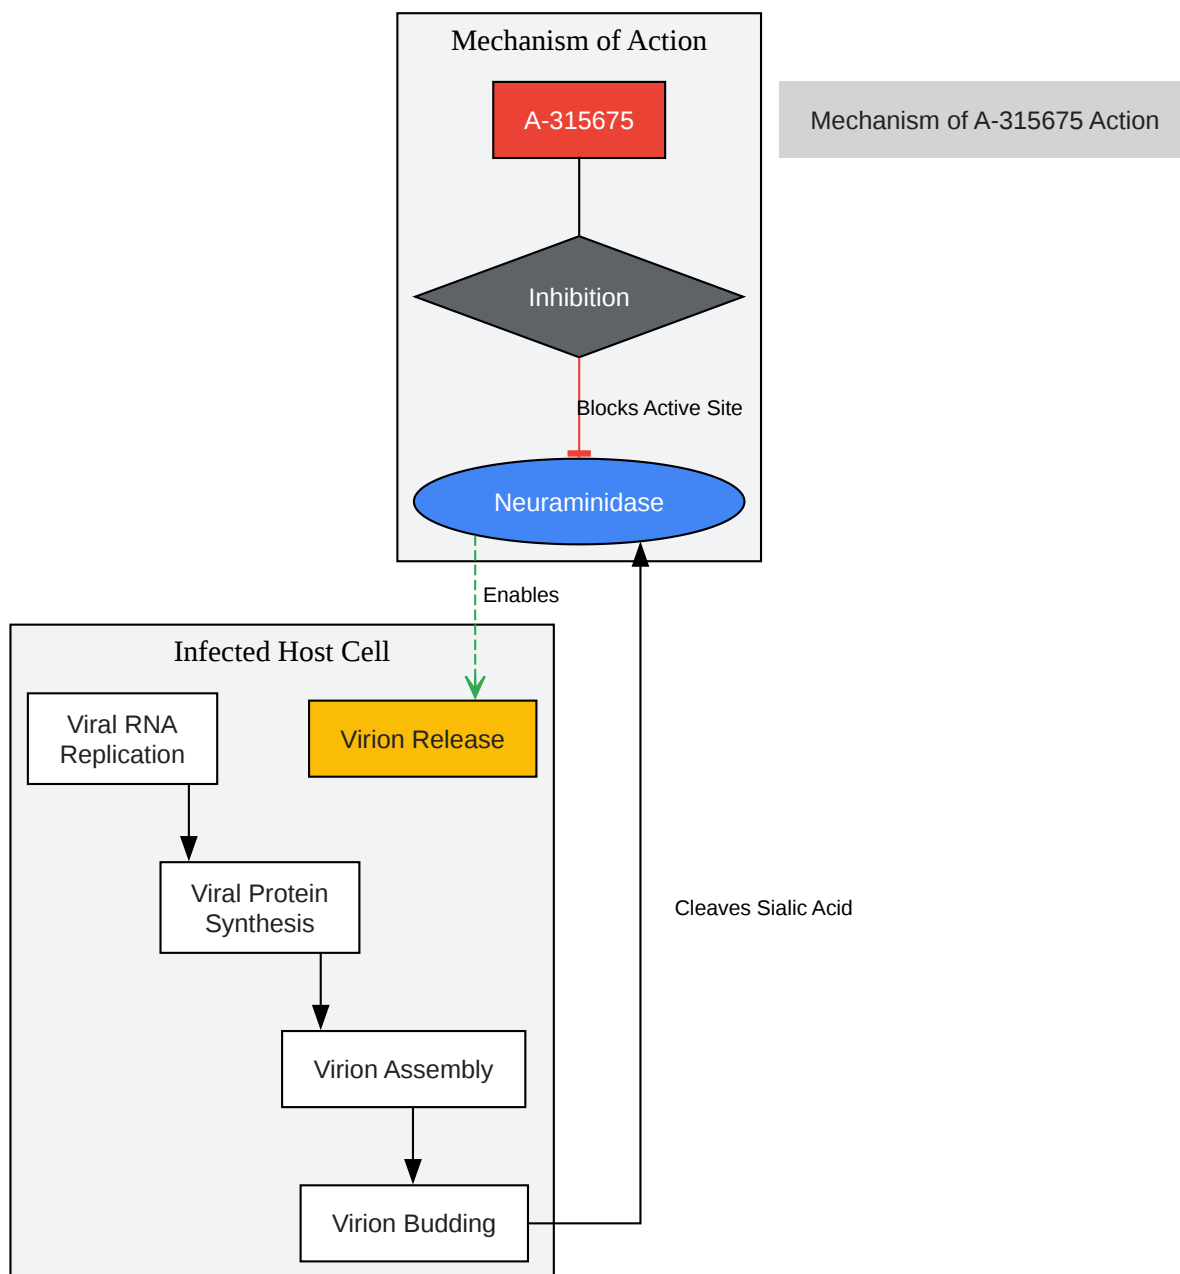 Mechanism of Action
A-315675
Mechanism of A-315675 Action
Inhibition
Blocks Active Site
Neuraminidase
Enables
Infected Host Cell
Viral RNA
Replication
Virion Release
Viral Protein
Synthesis
Cleaves Sialic Acid
Virion Assembly
Virion Budding